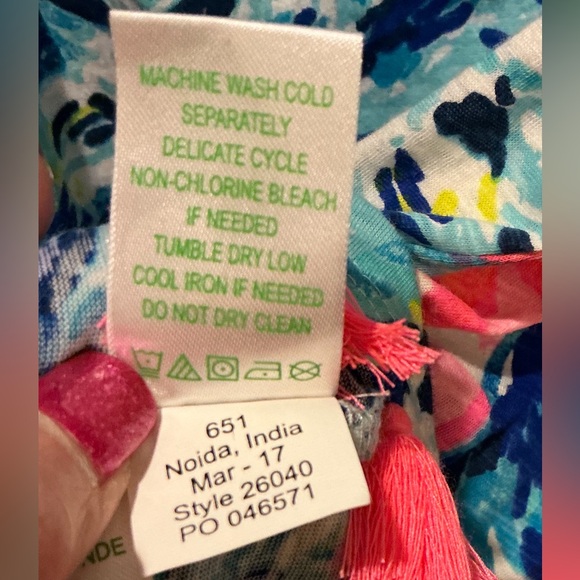 MACHINE WASH COLD
SEPARATELY
DELICATE CYCLE
NON-CHLORINE BLEACH
IF NEEDED
TUMBLE DRY LOW
COOL IRON IF NEEDED
DO NOT DRY CLEAN
651
Noida, India
Mar - 17
Style 26040
PO 046571
NDE